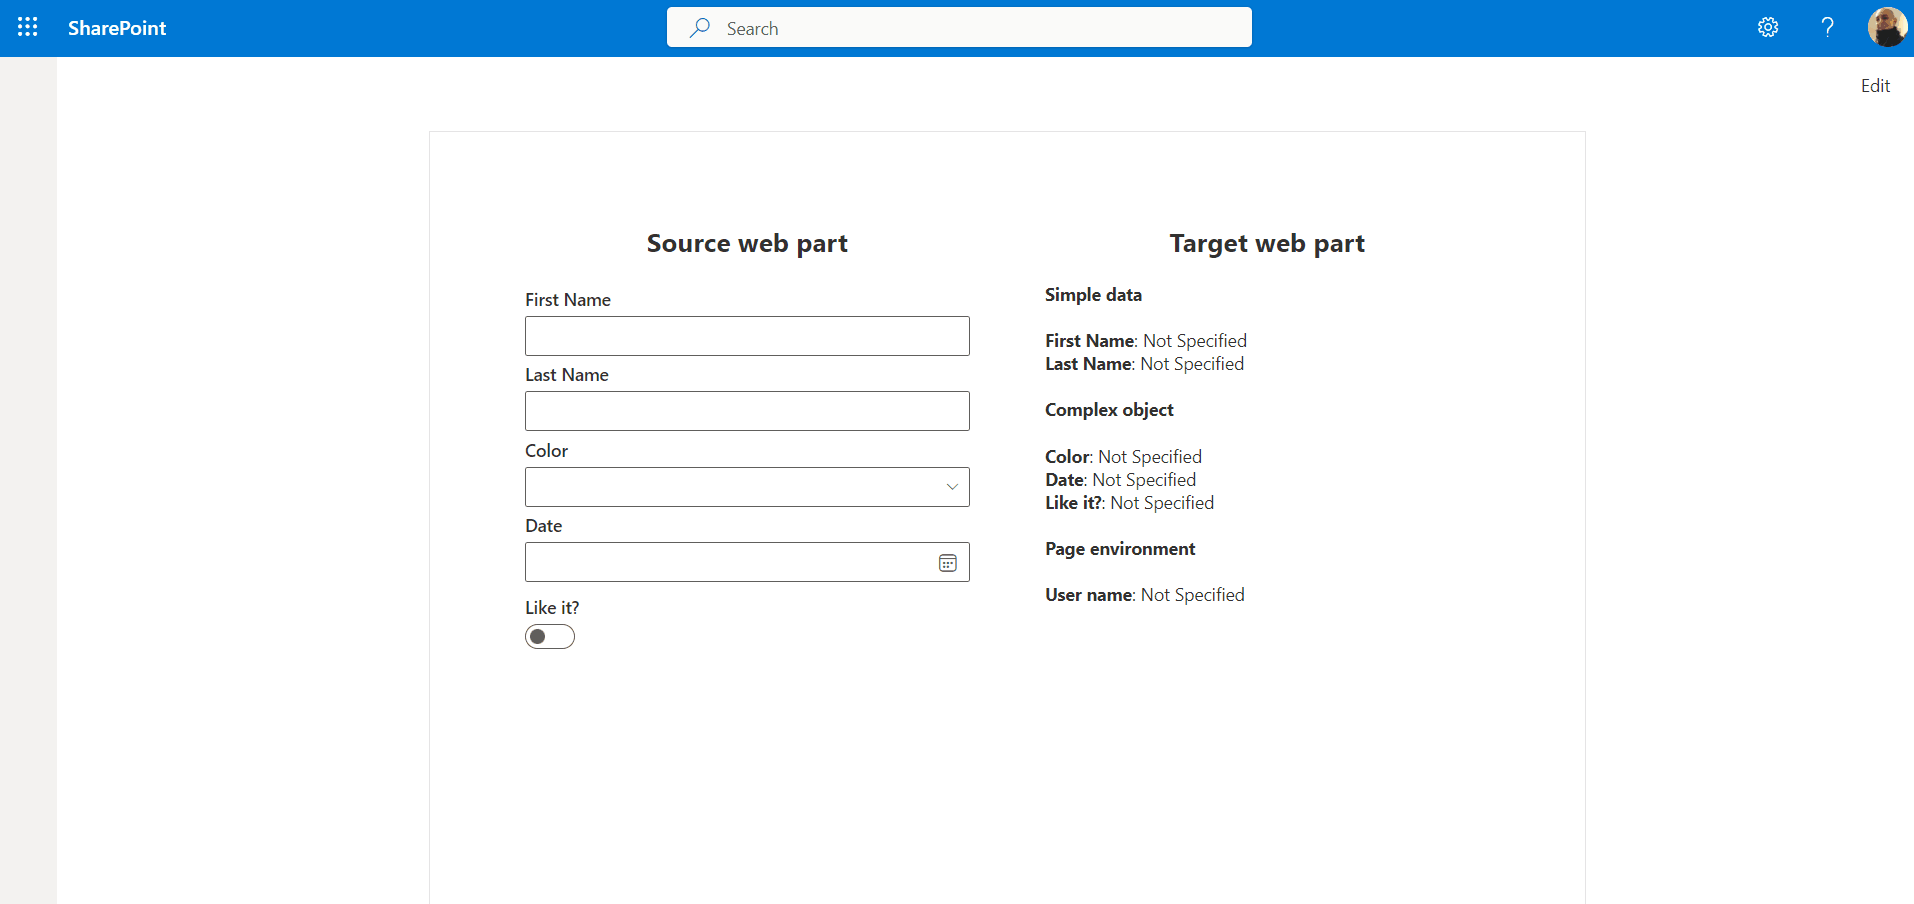 SharePoint
Search
?
Edit
Source web part
First Name
Last Name
Color
Date
Like it?
Target web part
Simple data
First Name: Not Specified
Last Name: Not Specified
Complex object
Color: Not Specified
Date: Not Specified
Like it?: Not Specified
Page environment
User name: Not Specified